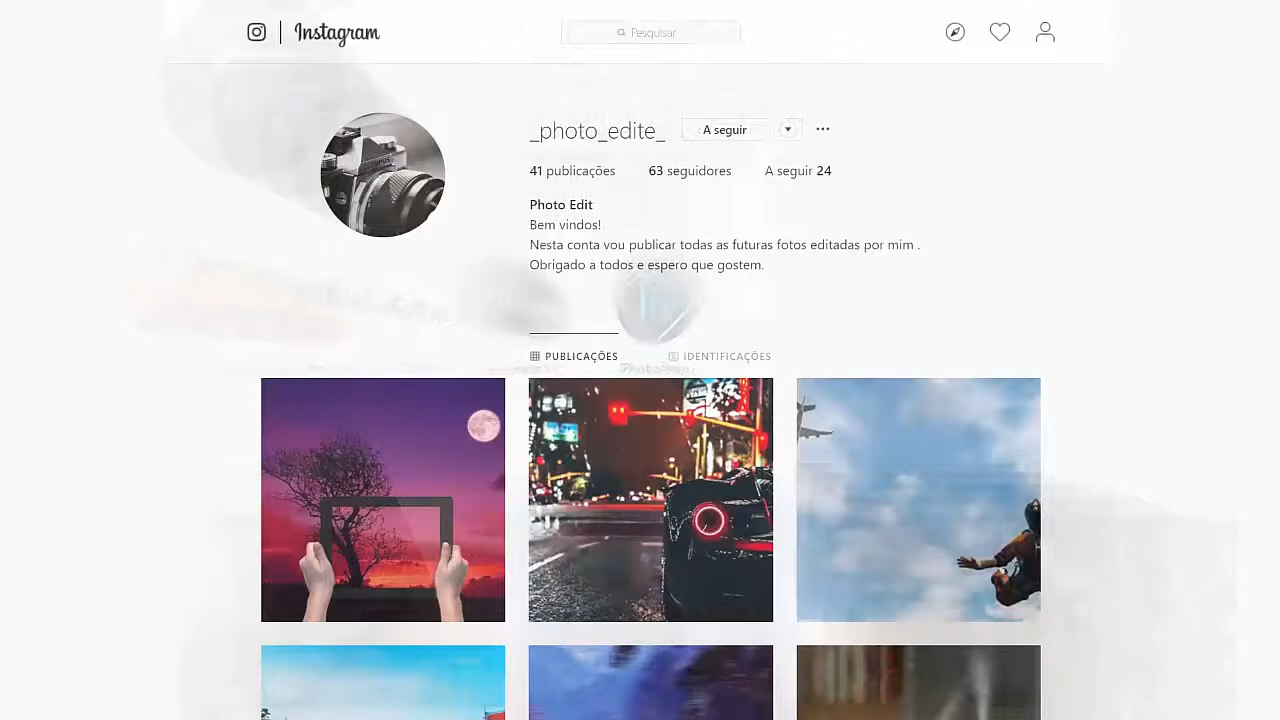 Instagram
Pesquisar
_photo_edite_
A seguir
41 publicações 63 seguidores A seguir 24
Photo Edit
Bem vindos!
Nesta conta vou publicar todas as futuras fotos editadas por mim .
Obrigado a todos e espero que gostem.
PUBLICAÇÕES IDENTIFICAÇÕES